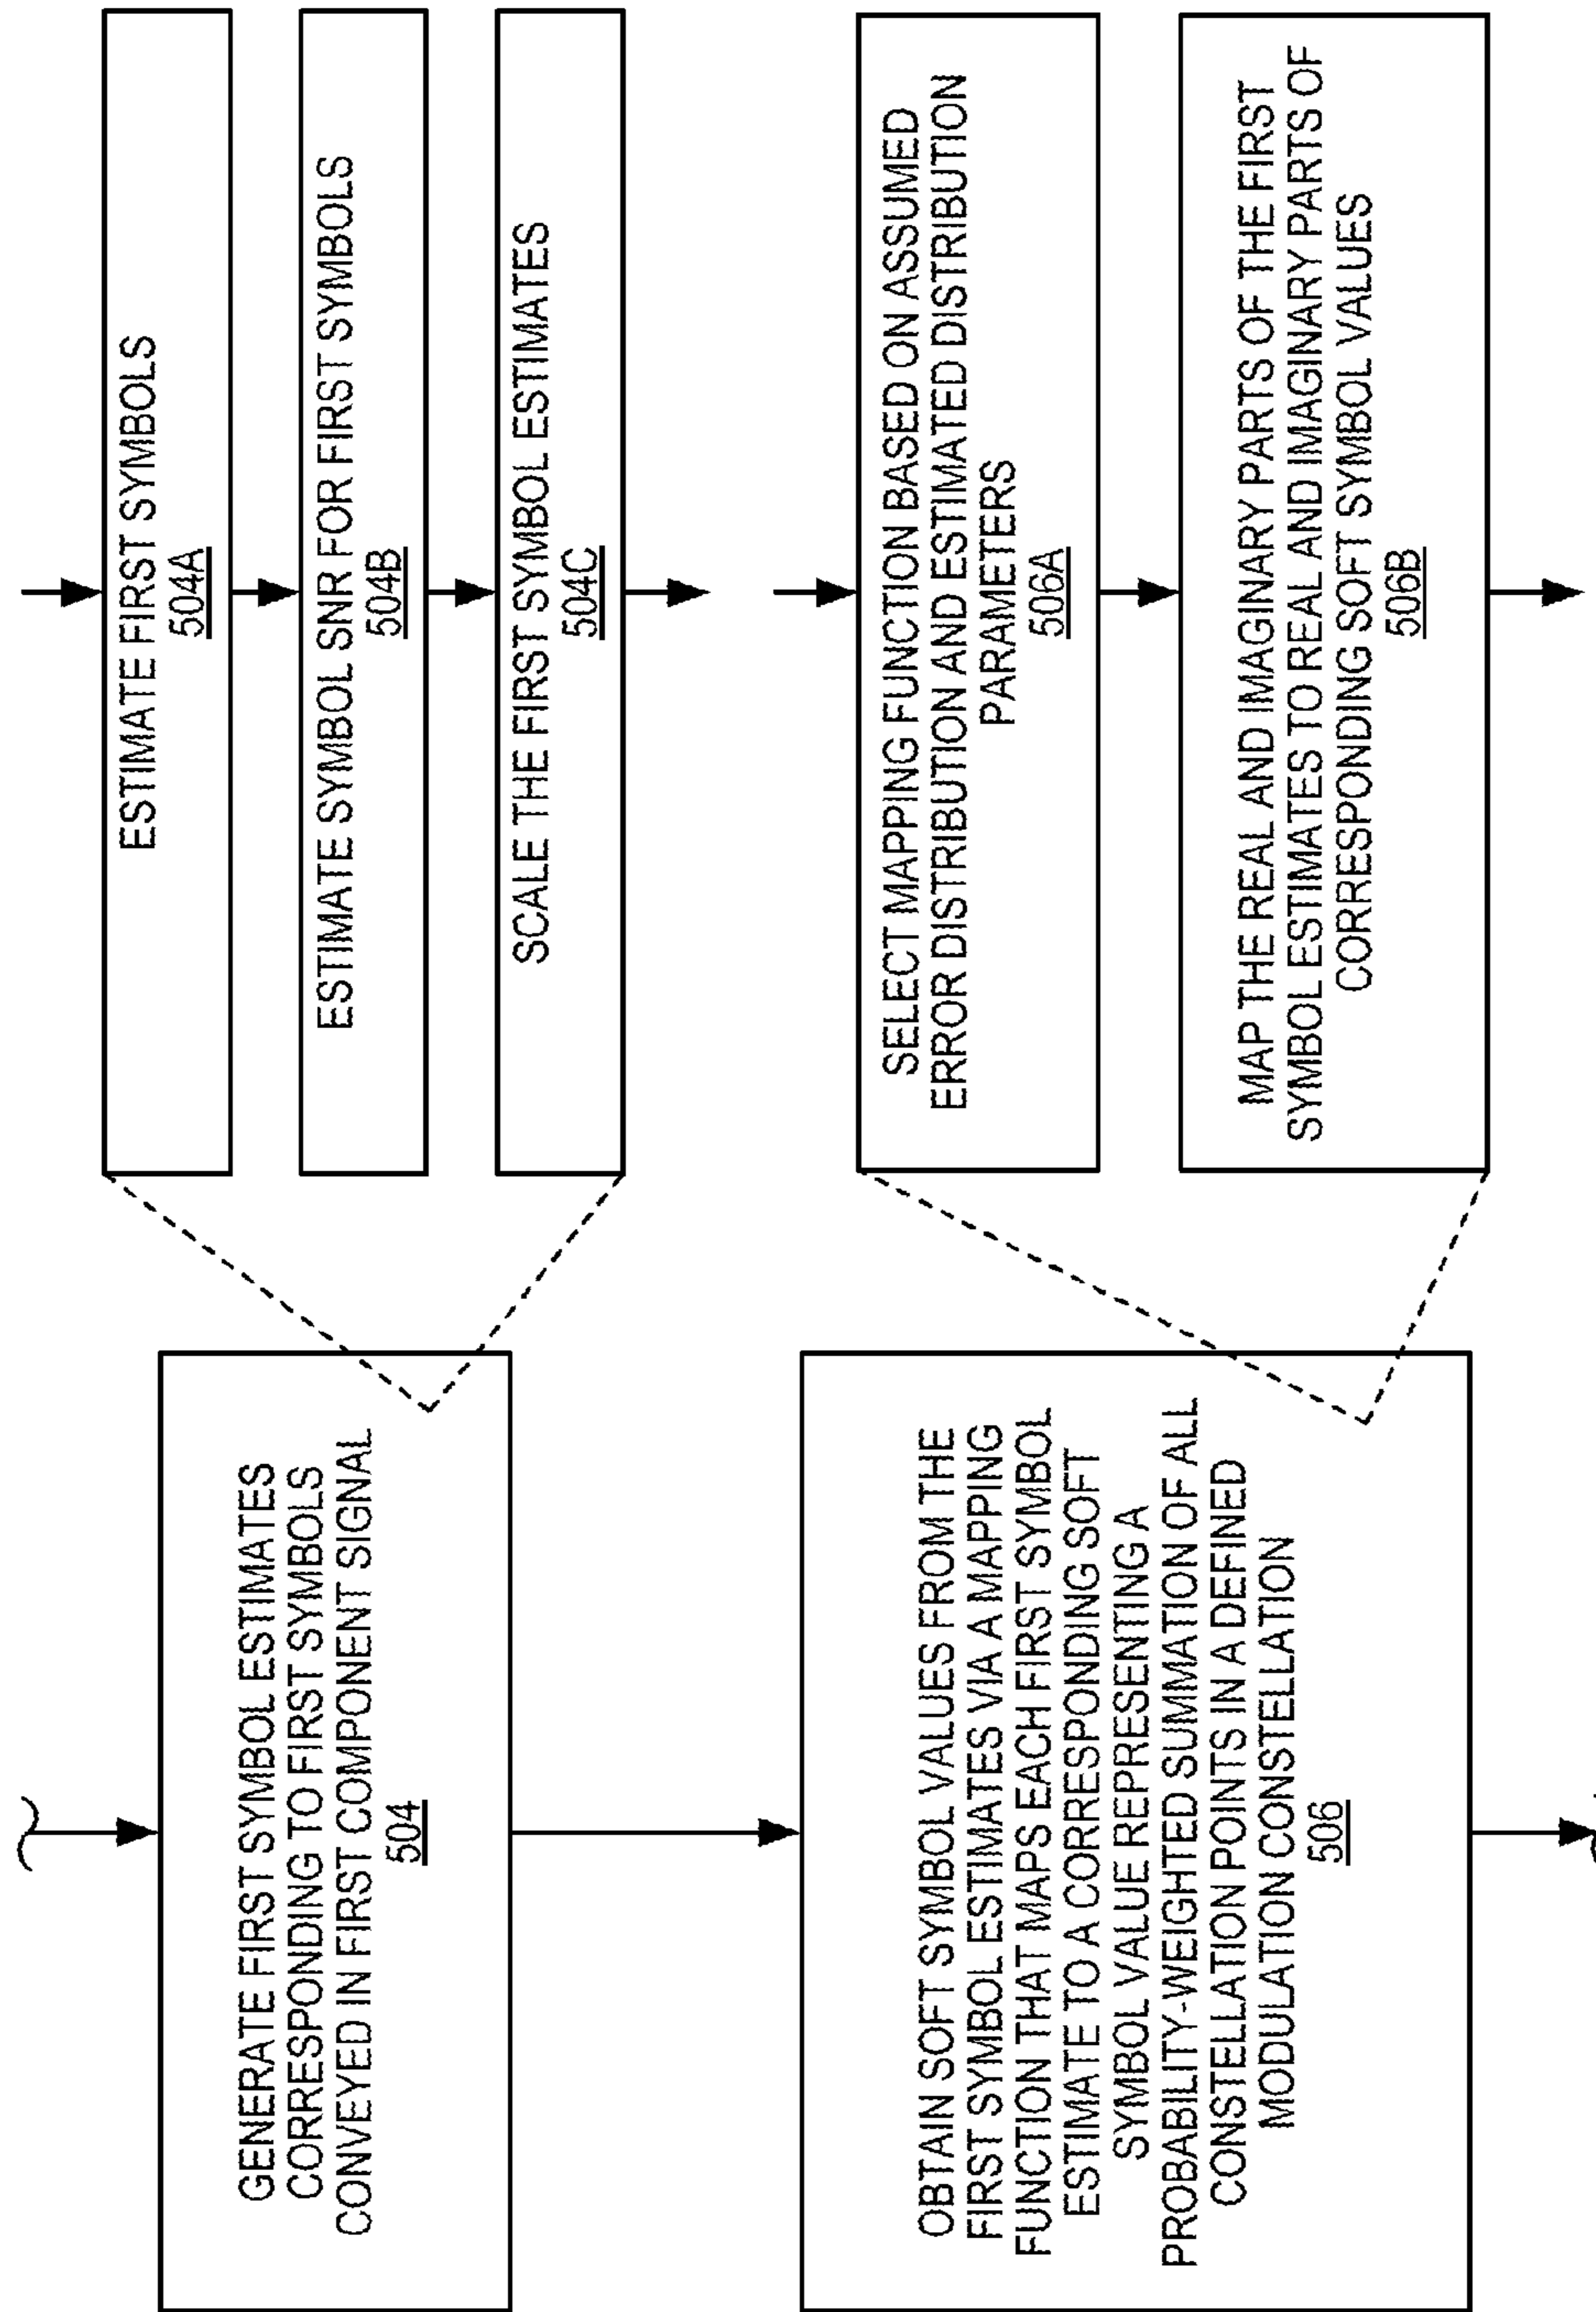 GENERATE FIRST SYMBOL ESTIMATES
CORRESPONDING TO FIRST SYMBOLS
CONVEYED IN FIRST COMPONENT SIGNAL
504
OBTAIN SOFT SYMBOL VALUES FROM THE
FIRST SYMBOL ESTIMATES VIA A MAPPING
FUNCTION THAT MAPS EACH FIRST SYMBOL
ESTIMATE TO A CORRESPONDING SOFT
SYMBOL VALUE REPRESENTING A
PROBABILITY-WEIGHTED SUMMATION OF ALL
CONSTELLATION POINTS IN A DEFINED
MODULATION CONSTELLATION
506
ESTIMATE FIRST SYMBOLS
504A
ESTIMATE SYMBOL SNR FOR FIRST SYMBOLS
504B
SCALE THE FIRST SYMBOL ESTIMATES
504C
SELECT MAPPING FUNCTION BASED ON ASSUMED
ERROR DISTRIBUTION AND ESTIMATED DISTRIBUTION
PARAMETERS
506A
MAP THE REAL AND IMAGINARY PARTS OF THE FIRST
SYMBOL ESTIMATES TO REAL AND IMAGINARY PARTS OF
CORRESPONDING SOFT SYMBOL VALUES
506B